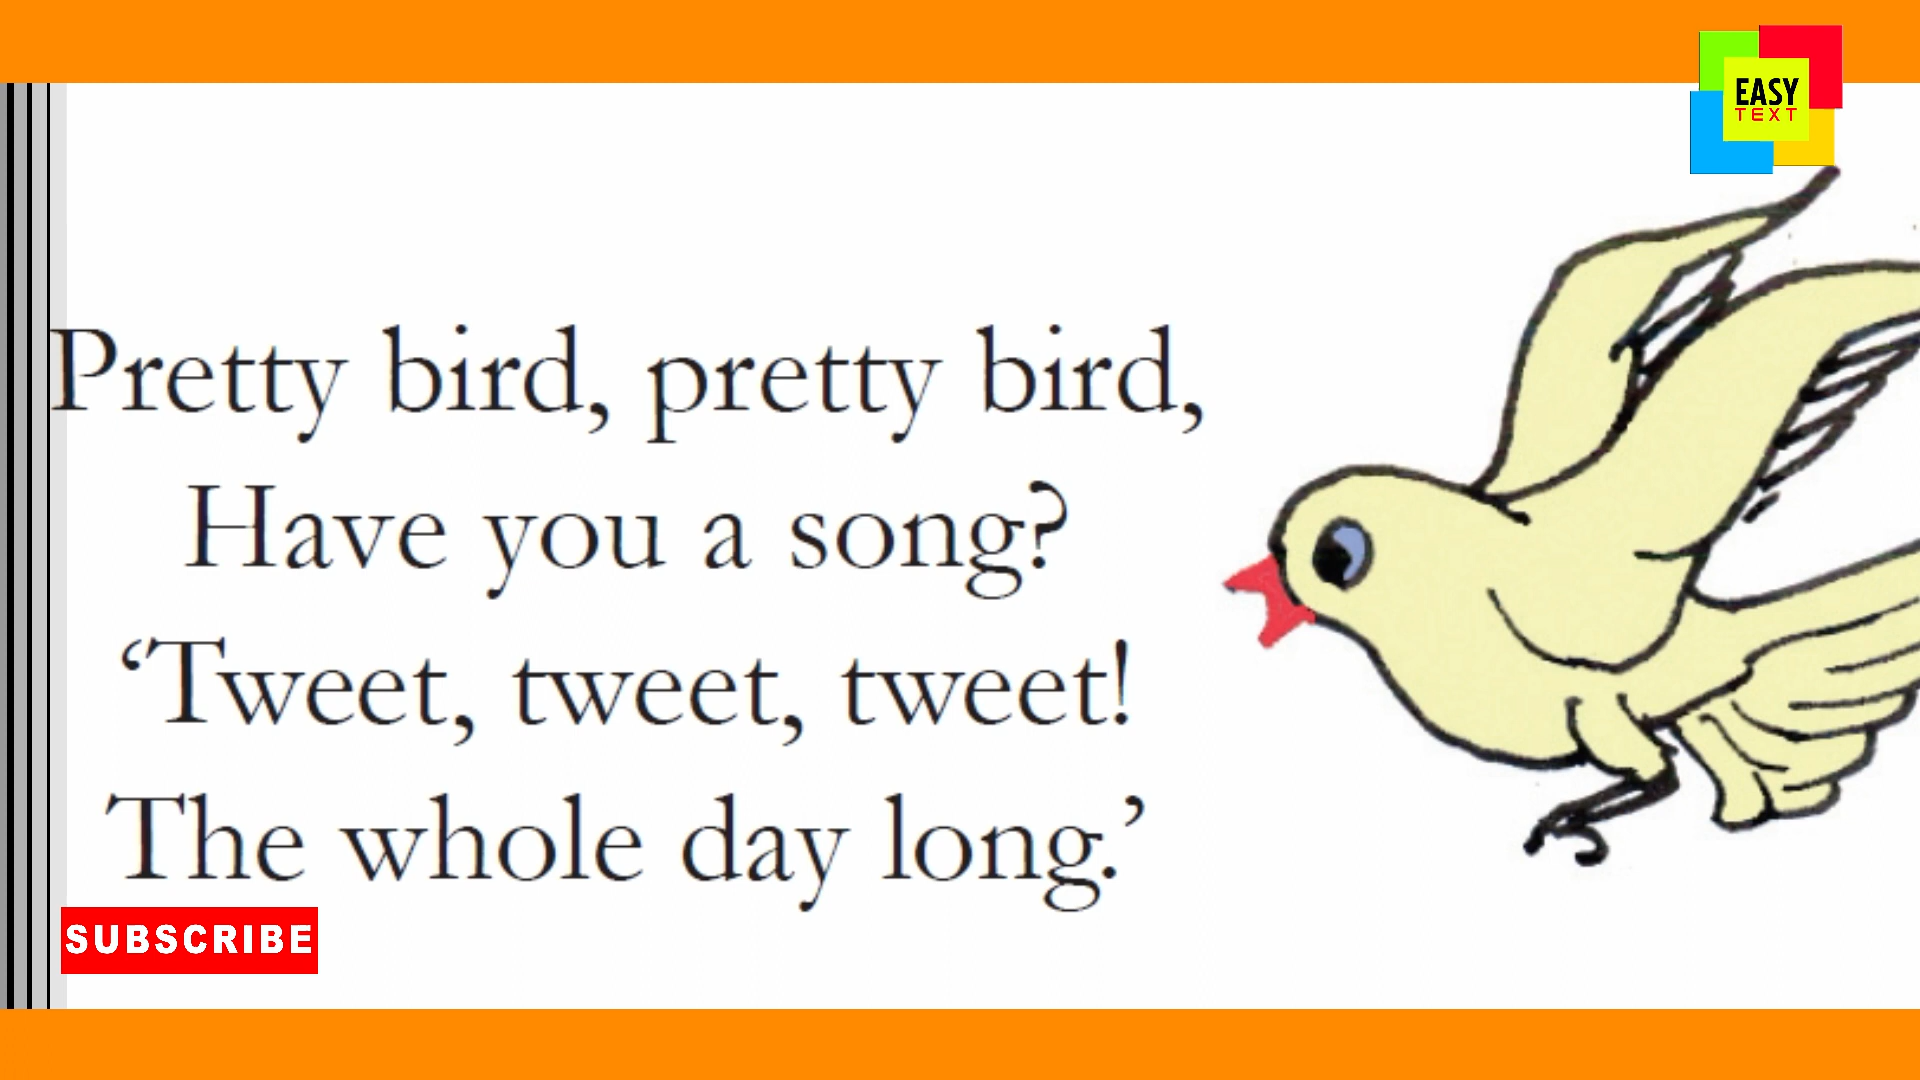 EASY
TEXT
Pretty bird, pretty bird,
Have you a song?
‘Tweet, tweet, tweet!
The whole day long.’
SUBSCRIBE